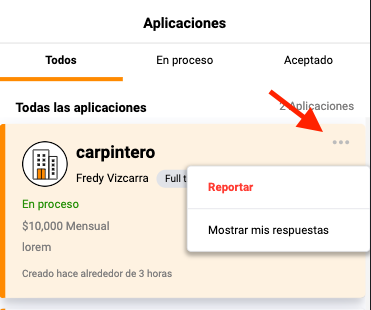 Aplicaciones
Todos En proceso Aceptado
Todas las aplicaciones 2 Aplicaciones
carpintero
Fredy Vizcarra Full t
Reportar
En proceso
$10,000 Mensual
Mostrar mis respuestas
lorem
Creado hace alrededor de 3 horas